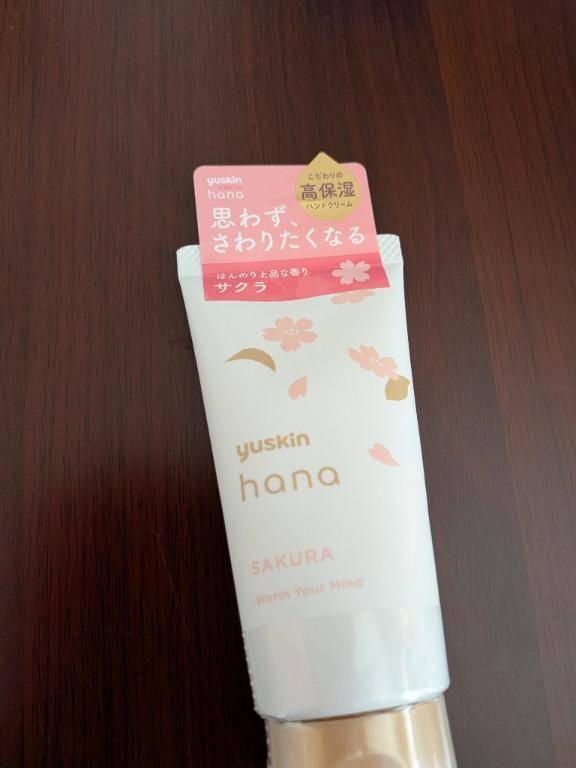 yuskin
hana
こだわりの
高保湿
ハンドクリーム
思わず、
さわりたくなる
ほんのり上品な香り
サクラ
yuskin
hana
SAKURA
Warm Your Mind